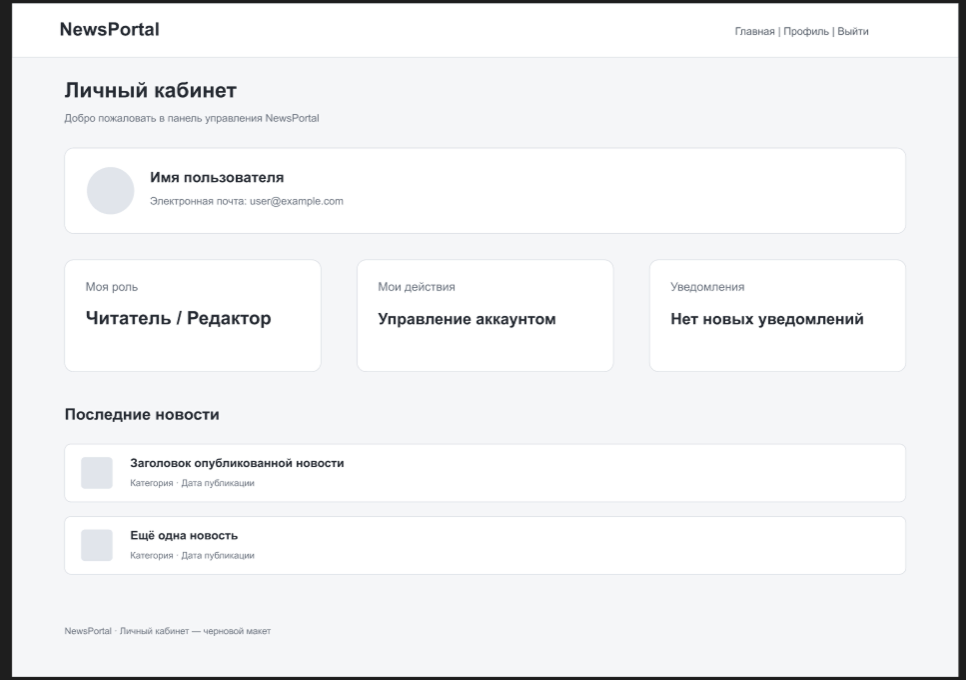 NewsPortal
Главная | Профиль | Выйти
Личный кабинет
Добро пожаловать в панель управления NewsPortal
Имя пользователя
Электронная почта: user@example.com
Моя роль
Читатель / Редактор
Мои действия
Управление аккаунтом
Уведомления
Нет новых уведомлений
Последние новости
Заголовок опубликованной новости
Категория · Дата публикации
Ещё одна новость
Категория · Дата публикации
NewsPortal · Личный кабинет — черновой макет